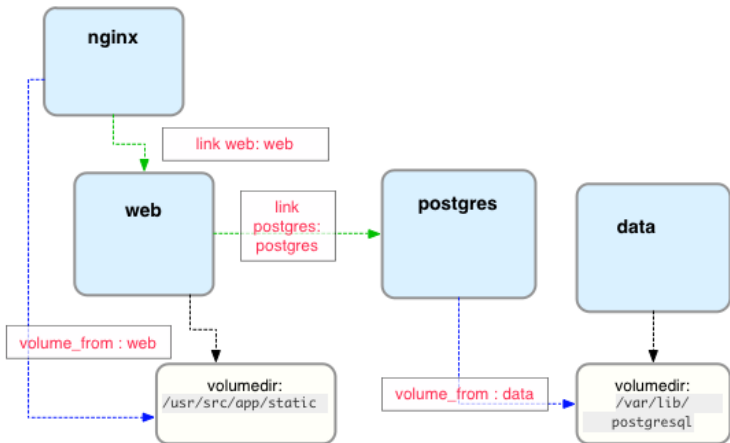 nginx
link web: web
web
link
postgres:
postgres
postgres
data
volume_from : web
volumedir:
/usr/src/app/static
volume_from : data
volumedir:
/var/lib/
postgresql